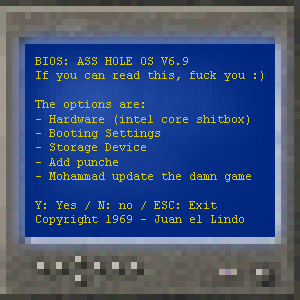 BIOS: ASS HOLE OS V6.9
If you can read this, fuck you :)
The options are:
- Hardware (intel core shitbox)
- Booting Settings
- Storage Device
- Add punche
- Mohammad update the damn game
Y: Yes / N: no / ESC: Exit
Copyright 1969 - Juan el Lindo